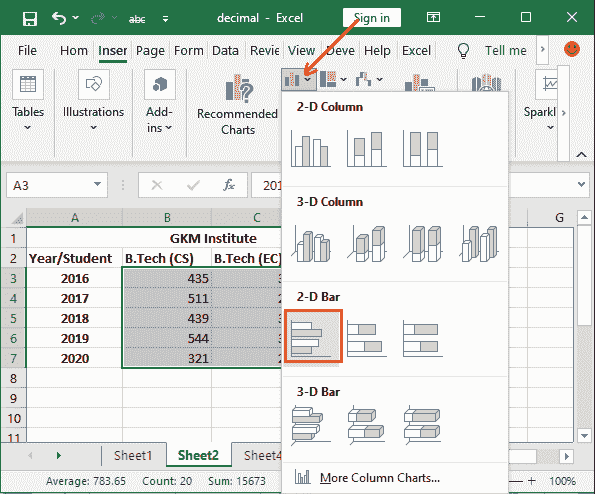 abc decimal - Excel Sign in
File Hom Inser Page Form Data Revi View Deve Help Excel Tell me
Tables Illustrations Add-ins Recommended Charts Sparkl
A3 fx 201
2-D Column
3-D Column
2-D Bar
3-D Bar
More Column Charts...
A B C G
1 GKM Institute
2 Year/Student B.Tech (CS) B.Tech (EC)
3 2016 435 3
4 2017 511 2
5 2018 439 3
6 2019 544 3
7 2020 321 2
8
9
10
11
Sheet1 Sheet2 Sheet4
Average: 783.65 Count: 20 Sum: 15673 100%